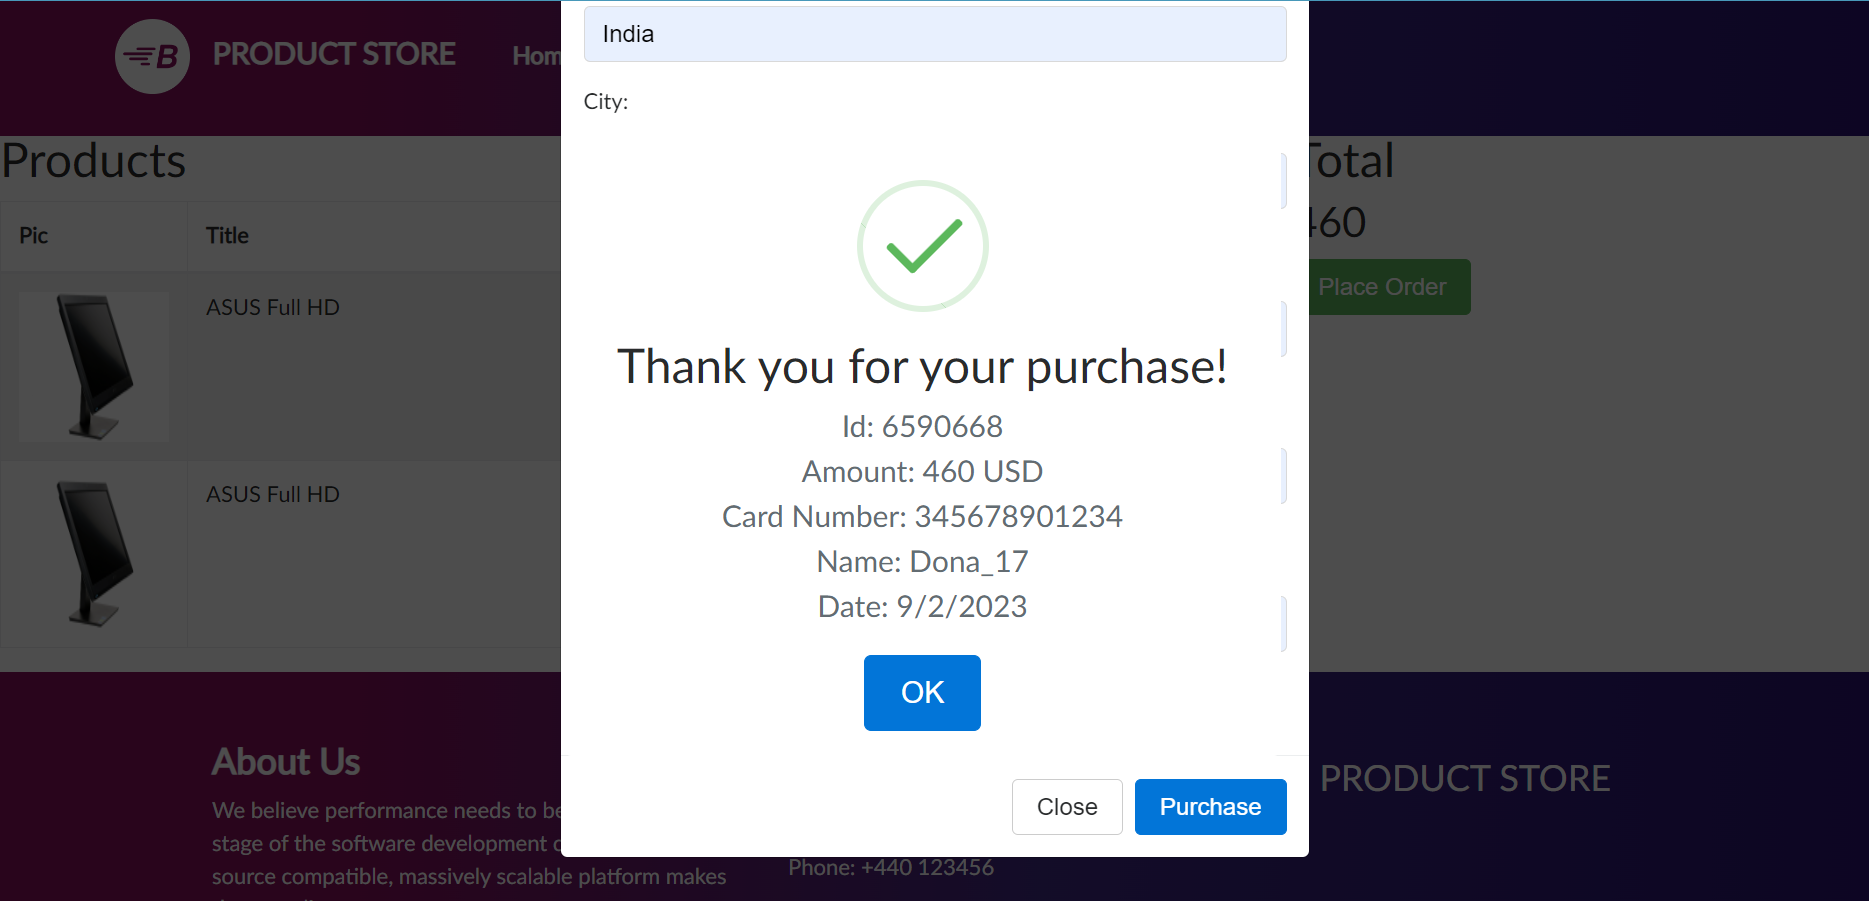 B PRODUCT STORE
India
City:
Products
Pic
Title
ASUS Full HD
ASUS Full HD
Total
460
Place Order
Thank you for your purchase!
Id: 6590668
Amount: 460 USD
Card Number: 345678901234
Name: Dona_17
Date: 9/2/2023
OK
Close
Purchase
About Us
We believe performance needs to be
stage of the software development
source compatible, massively scalable platform makes
Phone: +440 123456
PRODUCT STORE